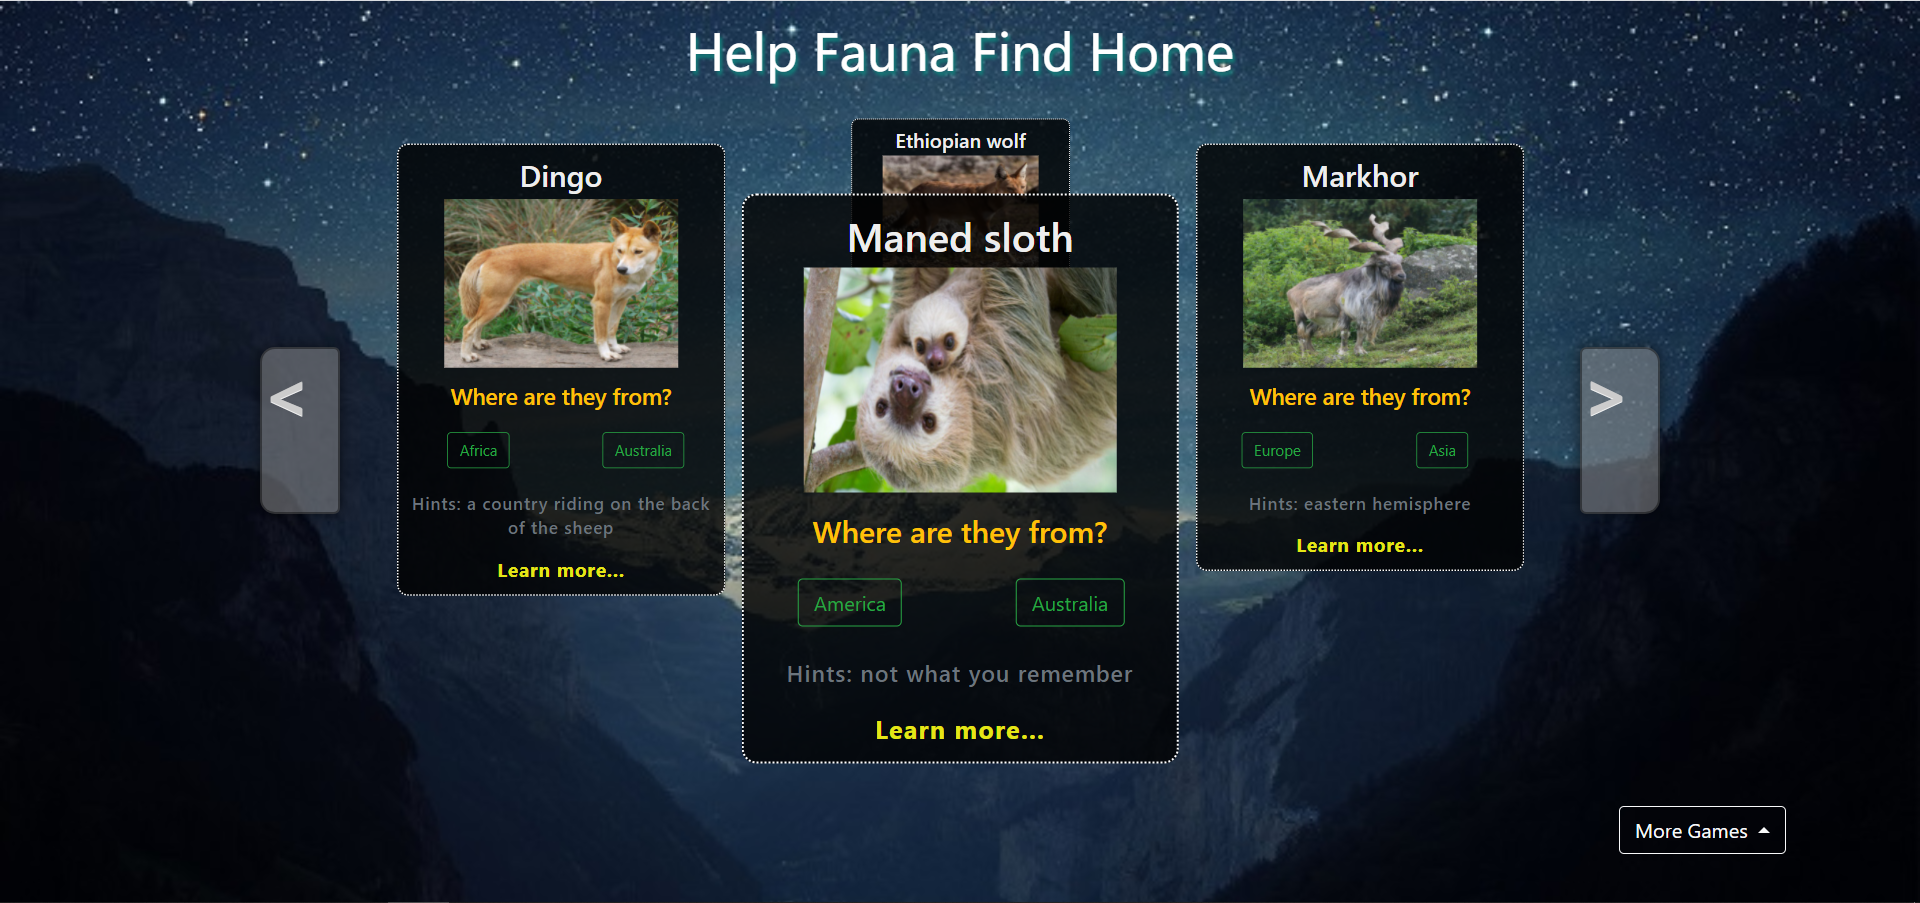 Help Fauna Find Home
Ethiopian wolf
Dingo
Where are they from?
Africa
Australia
Hints: a country riding on the back
of the sheep
Learn more...
Maned sloth
Where are they from?
America
Australia
Hints: not what you remember
Learn more...
Markhor
Where are they from?
Europe
Asia
Hints: eastern hemisphere
Learn more...
<
>
More Games